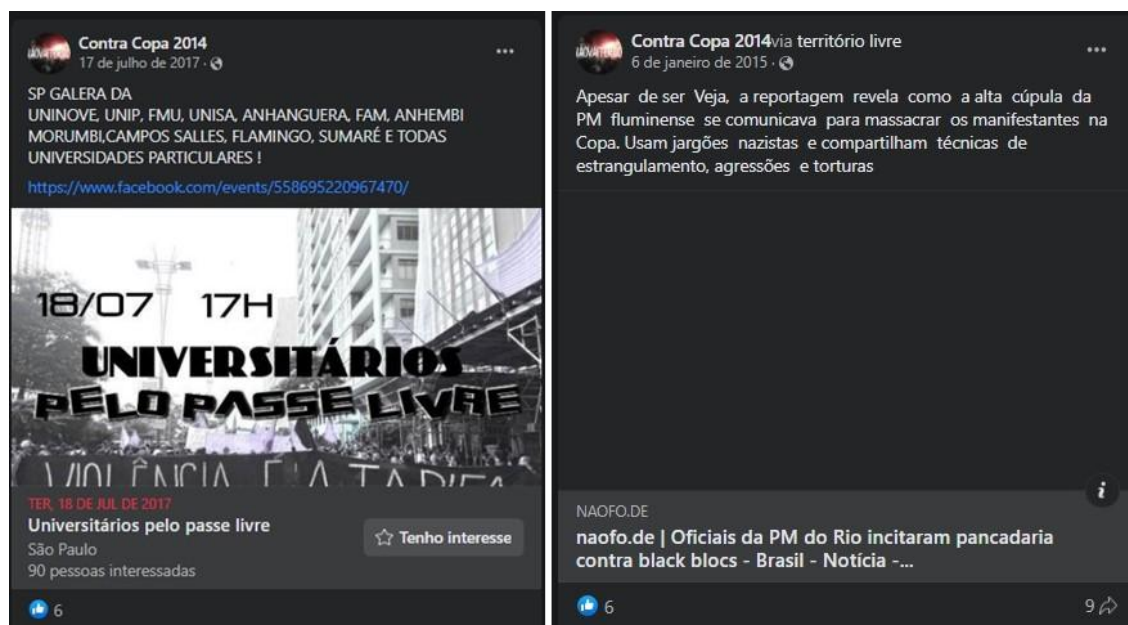 Contra Copa 2014
17 de julho de 2017 ·
SP GALERA DA
UNINOVE, UNIP, FMU, UNISA, ANHANGUERA, FAM, ANHEMBI
MORUMBI,CAMPOS SALLES, FLAMINGO, SUMARÉ E TODAS
UNIVERSIDADES PARTICULARES !
https://www.facebook.com/events/558695220967470/
18/07 17H
UNIVERSITÁRIOS
PELO PASSE LIVRE
VIOLÊNCIA É A TARIFA
TER, 18 DE JUL DE 2017
Universitários pelo passe livre
São Paulo
90 pessoas interessadas
Tenho interesse
6
Contra Copa 2014via território livre
6 de janeiro de 2015 ·
Apesar de ser Veja, a reportagem revela como a alta cúpula da
PM fluminense se comunicava para massacrar os manifestantes na
Copa. Usam jargões nazistas e compartilham técnicas de
estrangulamento, agressões e torturas
NAOFO.DE
naofo.de | Oficiais da PM do Rio incitaram pancadaria
contra black blocs - Brasil - Notícia -...
6
9